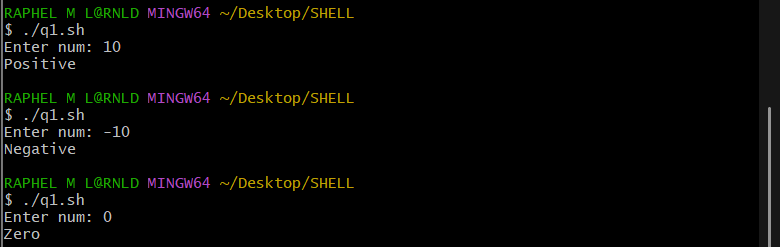 RAPHEL M L@RNLD MINGW64 ~/Desktop/SHELL
$ ./q1.sh
Enter num: 10
Positive
RAPHEL M L@RNLD MINGW64 ~/Desktop/SHELL
$ ./q1.sh
Enter num: -10
Negative
RAPHEL M L@RNLD MINGW64 ~/Desktop/SHELL
$ ./q1.sh
Enter num: 0
Zero